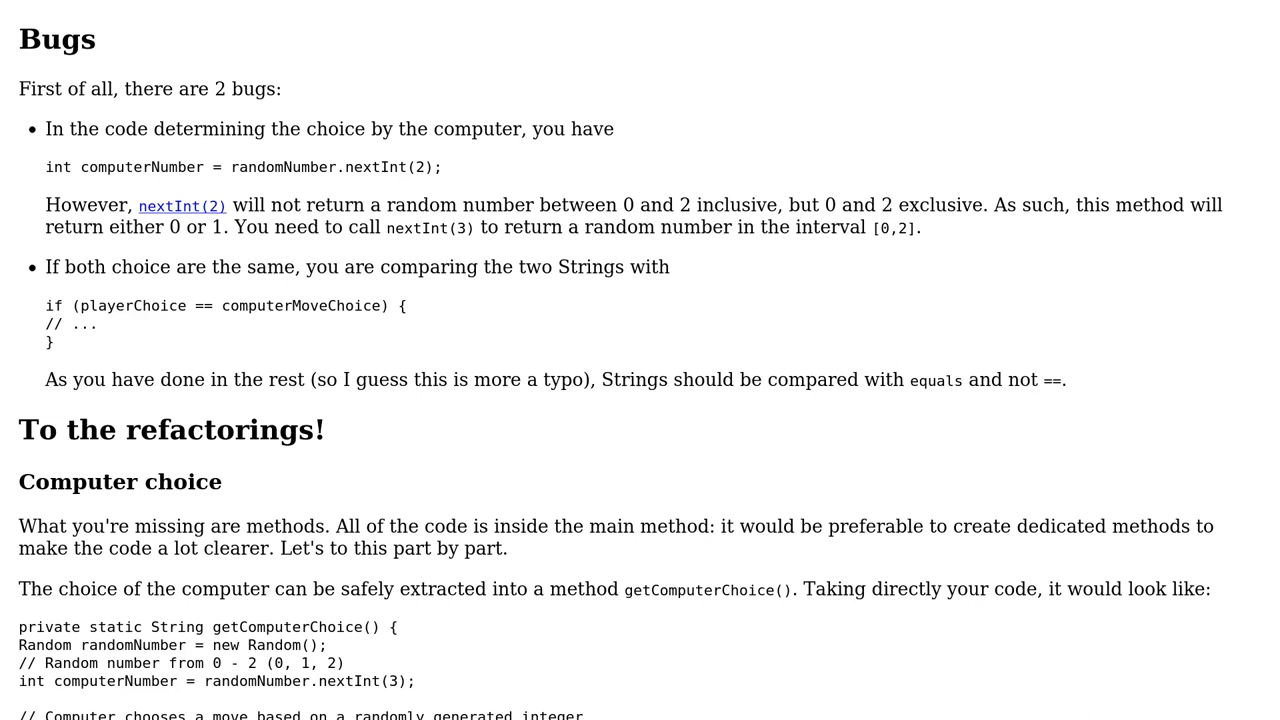 Bugs
First of all, there are 2 bugs:
In the code determining the choice by the computer, you have
int computerNumber = randomNumber.nextInt(2);
However, nextInt(2) will not return a random number between 0 and 2 inclusive, but 0 and 2 exclusive. As such, this method will
return either 0 or 1. You need to call nextInt(3) to return a random number in the interval [0,2].
If both choice are the same, you are comparing the two Strings with
if (playerChoice == computerMoveChoice) {
// ...
}
As you have done in the rest (so I guess this is more a typo), Strings should be compared with equals and not ==.
To the refactorings!
Computer choice
What you're missing are methods. All of the code is inside the main method: it would be preferable to create dedicated methods to
make the code a lot clearer. Let's to this part by part.
The choice of the computer can be safely extracted into a method getComputerChoice(). Taking directly your code, it would look like:
private static String getComputerChoice() {
Random randomNumber = new Random();
// Random number from 0 - 2 (0, 1, 2)
int computerNumber = randomNumber.nextInt(3);
// Computer chooses a move based on a randomly generated integer